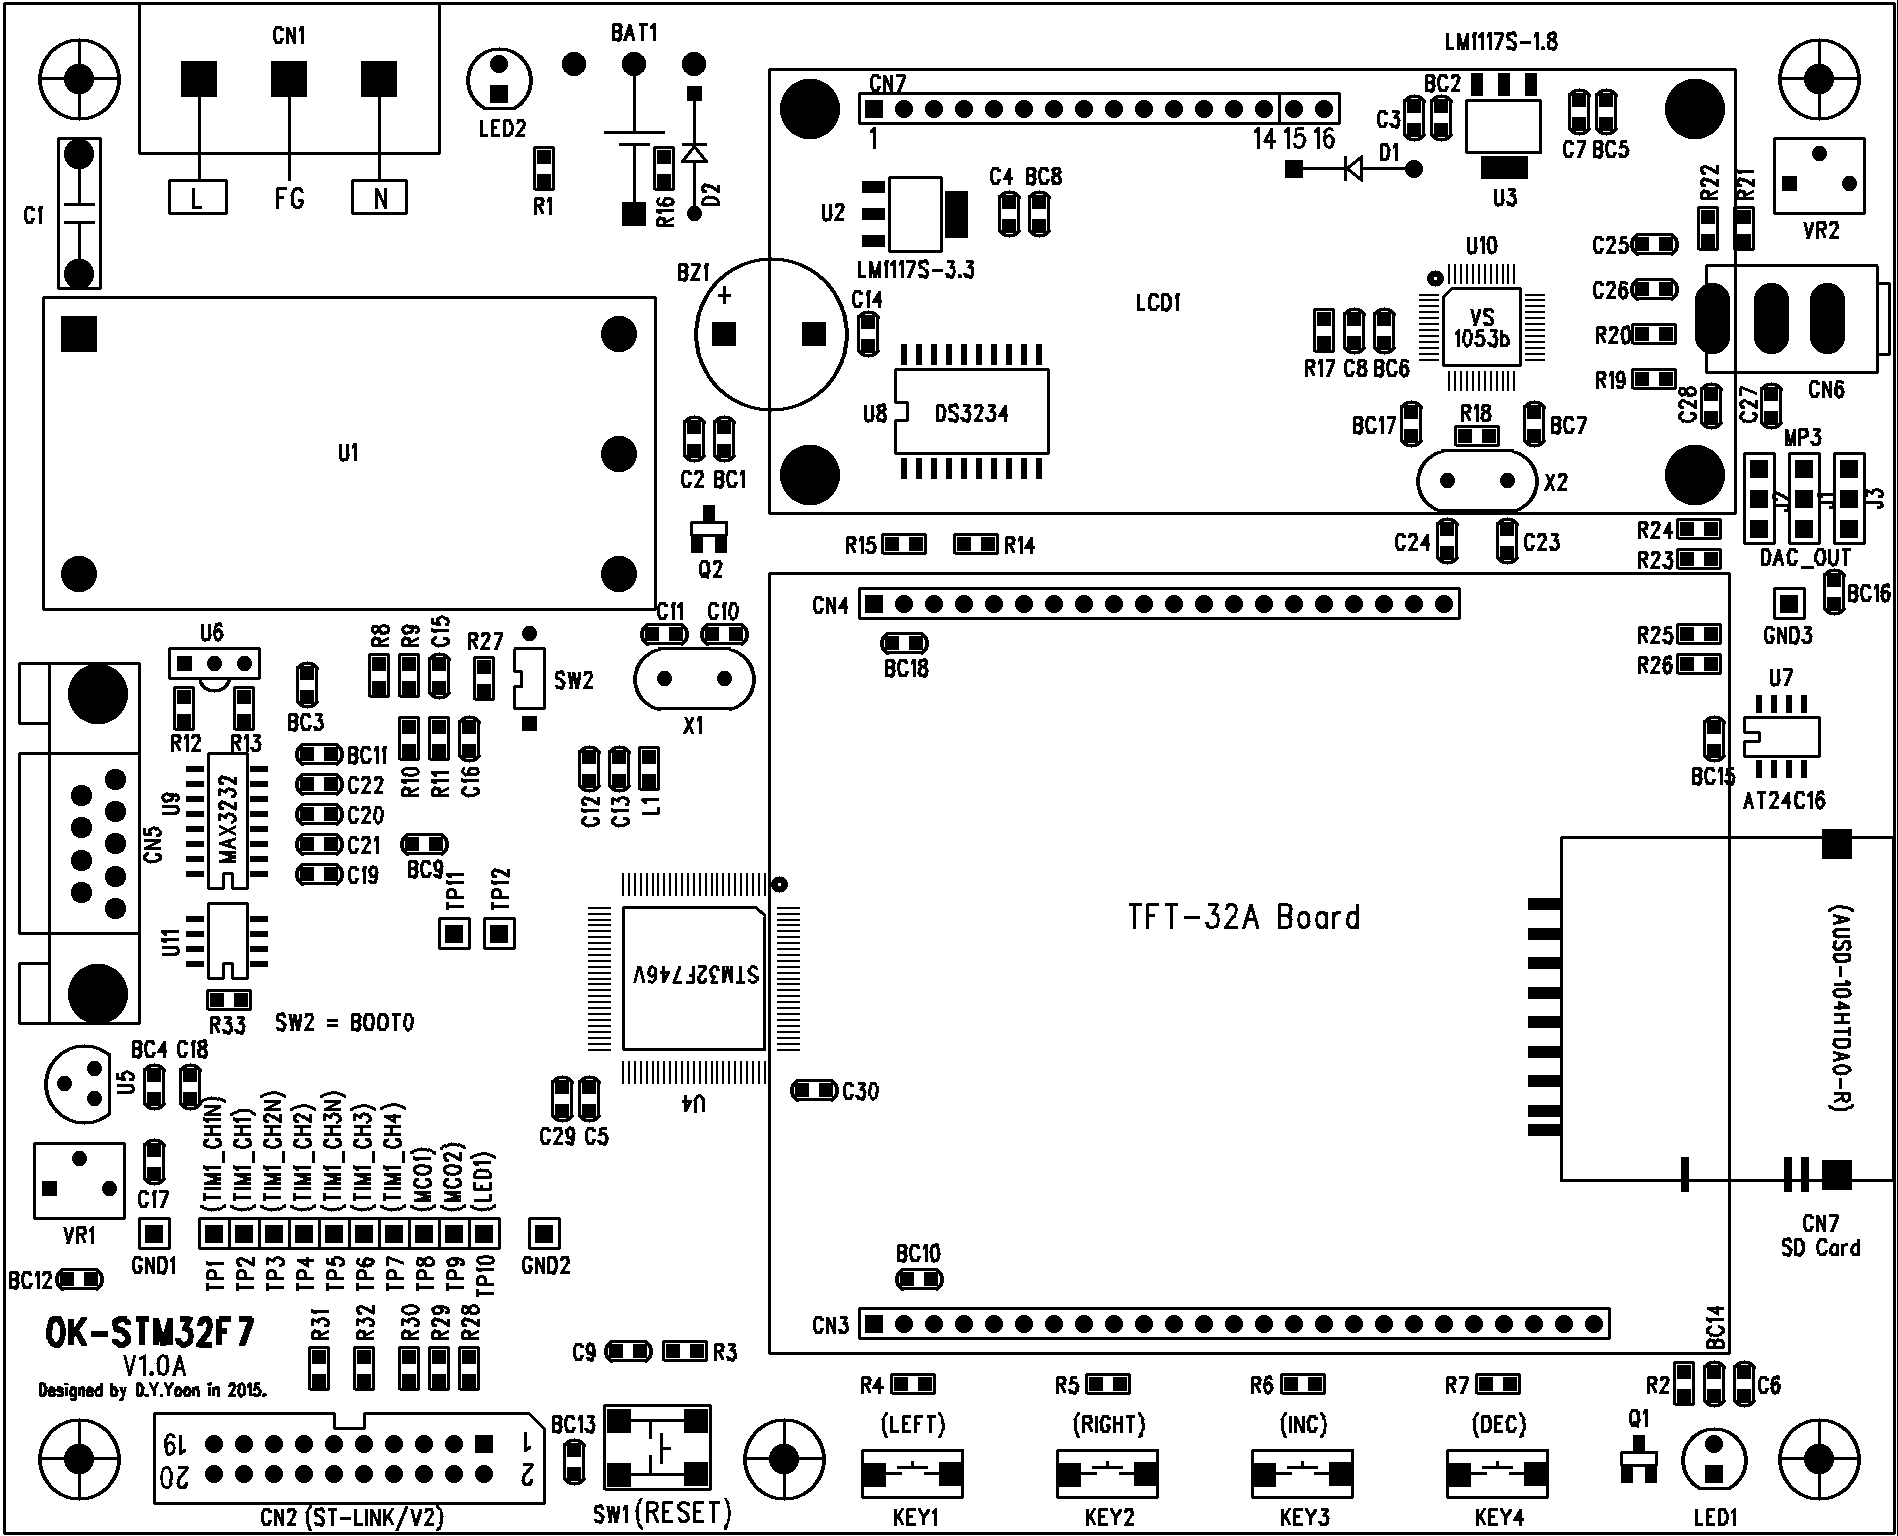 CN1
BAT1
LM1117S-1.8
LED2
CN7
BC2
C3
C7 BC5
1
14 15 16
D1
L
FG
N
R1
R16
D2
C4 BC8
U2
U3
R22
R21
VR2
C1
LM1117S-3.3
U10
C25
C26
BZ1
+
C14
LCD1
VS
1053b
R17 C8 BC6
R20
R19
CN6
U1
U8
DS3234
BC17
R18
BC7
C28
C27
MP3
C2 BC1
X2
J2
J1
J3
Q2
R15
R14
C24
C23
R24
R23
DAC_OUT
BC16
GND3
U6
R8
R9
C15
R27
SW2
C11
C10
CN4
BC18
R25
R26
U7
BC3
X1
R12
R13
BC11
C22
C20
C21
C19
R10
R11
C16
C12
C13
L1
BC15
AT24C16
U9
MAX3232
CN5
BC9
TP11
TP12
U11
TFT-32A Board
(AUSD-104HTDA0-R)
STM32F746V
R33
SW2 = BOOT0
BC4 C18
U5
U4
C30
C29 C5
(TIM1_CH1N)
(TIM1_CH1)
(TIM1_CH2N)
(TIM1_CH2)
(TIM1_CH3N)
(TIM1_CH3)
(TIM1_CH4)
(MCO1)
(MCO2)
(LED1)
C17
VR1
GND1
TP1
TP2
TP3
TP4
TP5
TP6
TP7
TP8
TP9
TP10
GND2
CN7
SD Card
BC12
BC10
OK-STM32F7
V1.0A
Designed by D.Y.Yoon in 2015.
R31
R32
R30
R29
R28
C9
R3
CN3
BC14
R4
R5
R6
R7
R2
C6
(LEFT)
(RIGHT)
(INC)
(DEC)
Q1
19
1
20
2
BC13
CN2 (ST-LINK/V2)
SW1 (RESET)
KEY1
KEY2
KEY3
KEY4
LED1